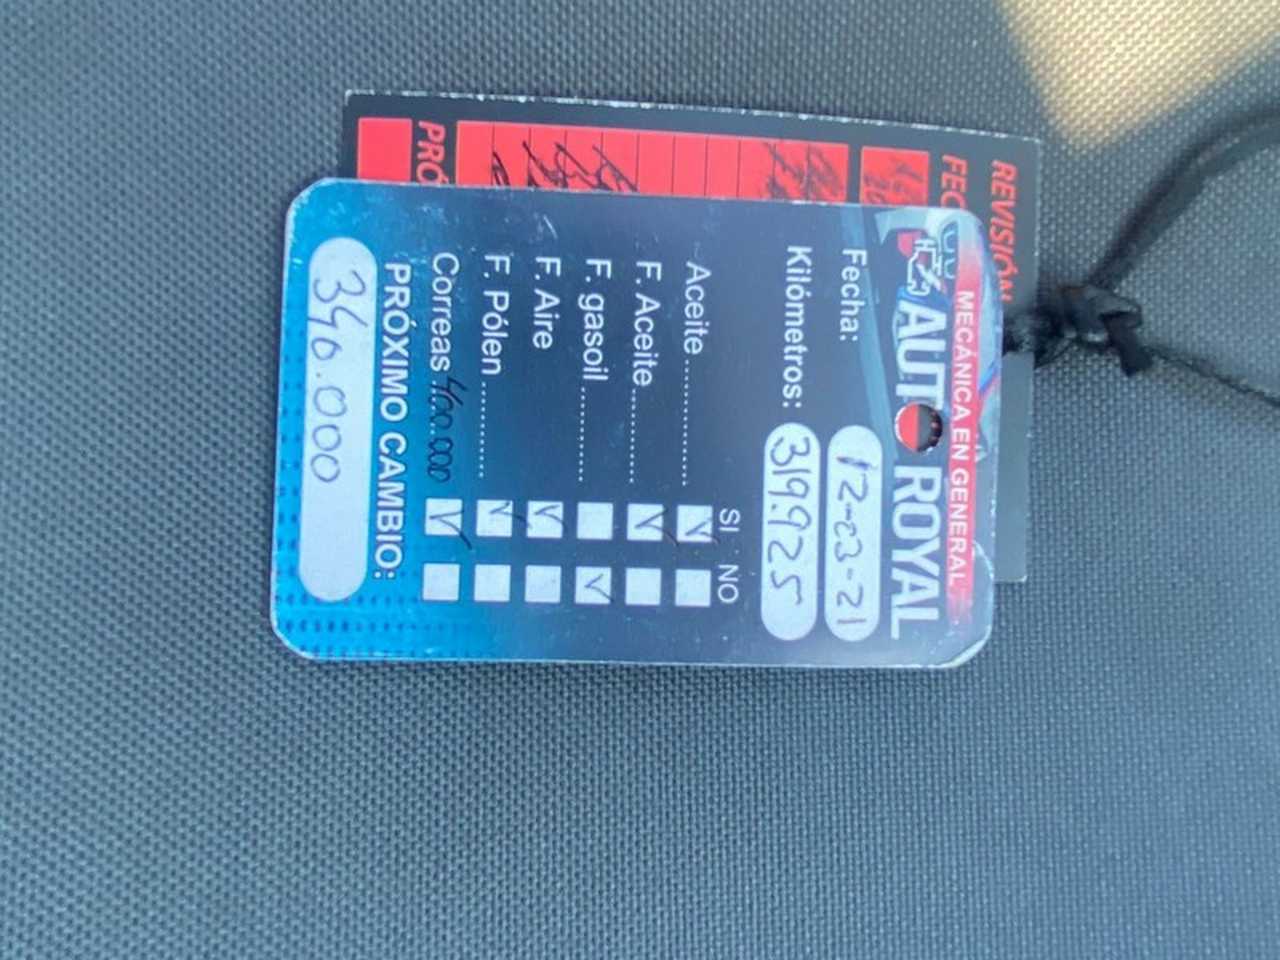 MECÁNICA EN GENERAL
AUTO ROYAL
Fecha: 12-23-21
Kilómetros: 319.925
SI NO
Aceite............ V
F. Aceite............ V
F. gasoil............ V
F. Aire V
F. Pólen............ V
Correas 400.000 V
PRÓXIMO CAMBIO:
340.000
REVISIÓN